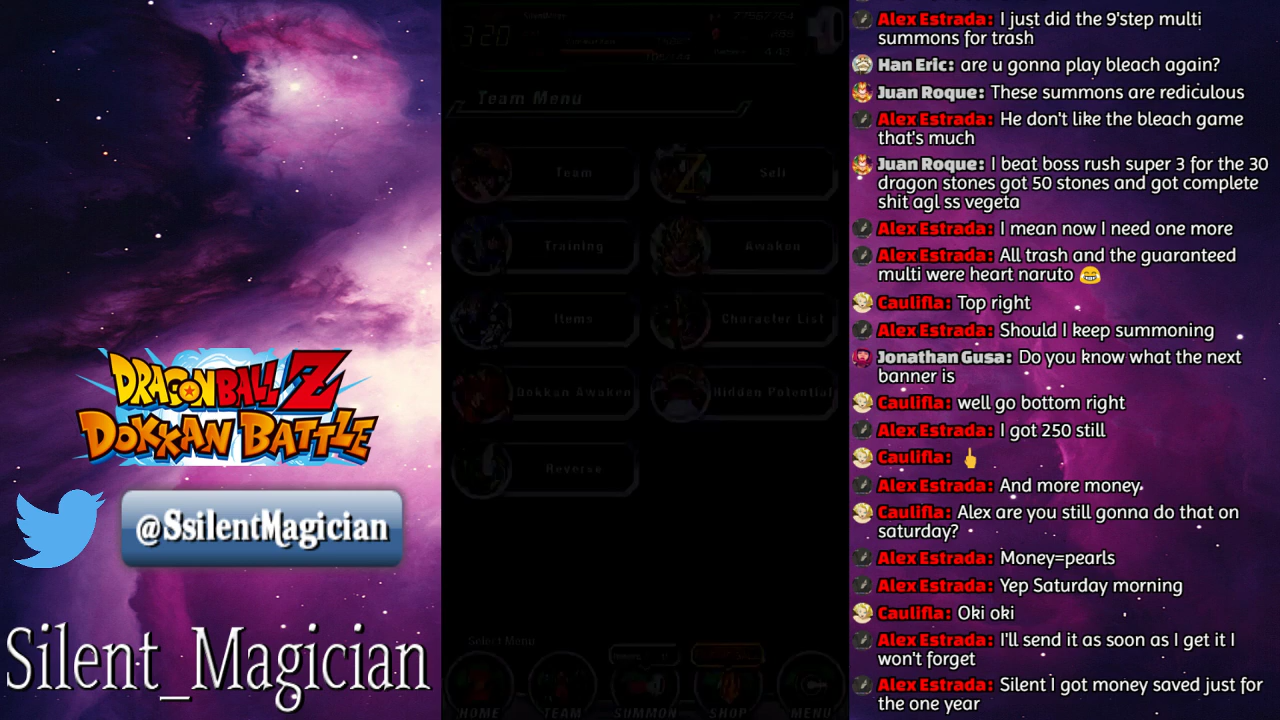 DRAGON BALL Z
DOKKAN BATTLE
@SsilentMagician
Silent_Magician
320
Team Menu
Team
Sell
Training
Awaken
Items
Character List
Dokkan Awaken
Hidden Potential
Reverse
Select Menu
HOME
TEAM
SUMMON
SHOP
MENU
Alex Estrada: I just did the 9'step multi
summons for trash
Han Eric: are u gonna play bleach again?
Juan Roque: These summons are rediculous
Alex Estrada: He don't like the bleach game
that's much
Juan Roque: I beat boss rush super 3 for the 30
dragon stones got 50 stones and got complete
shit agl ss vegeta
Alex Estrada: I mean now I need one more
Alex Estrada: All trash and the guaranteed
multi were heart naruto 😂
Caulifla: Top right
Alex Estrada: Should I keep summoning
Jonathan Gusa: Do you know what the next
banner is
Caulifla: well go bottom right
Alex Estrada: I got 250 still
Caulifla: 🖕
Alex Estrada: And more money
Caulifla: Alex are you still gonna do that on
saturday?
Alex Estrada: Money=pearls
Alex Estrada: Yep Saturday morning
Caulifla: Oki oki
Alex Estrada: I'll send it as soon as I get it I
won't forget
Alex Estrada: Silent I got money saved just for
the one year